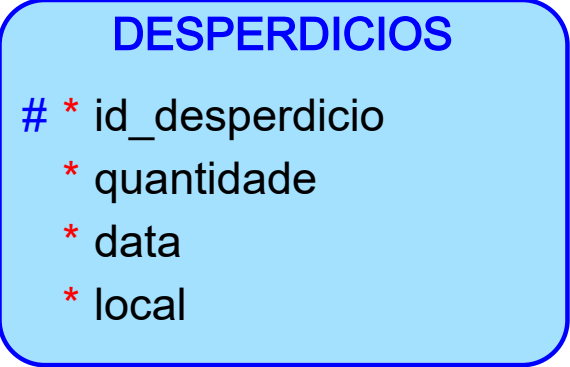 DESPERDICIOS
# * id_desperdicio
* quantidade
* data
* local